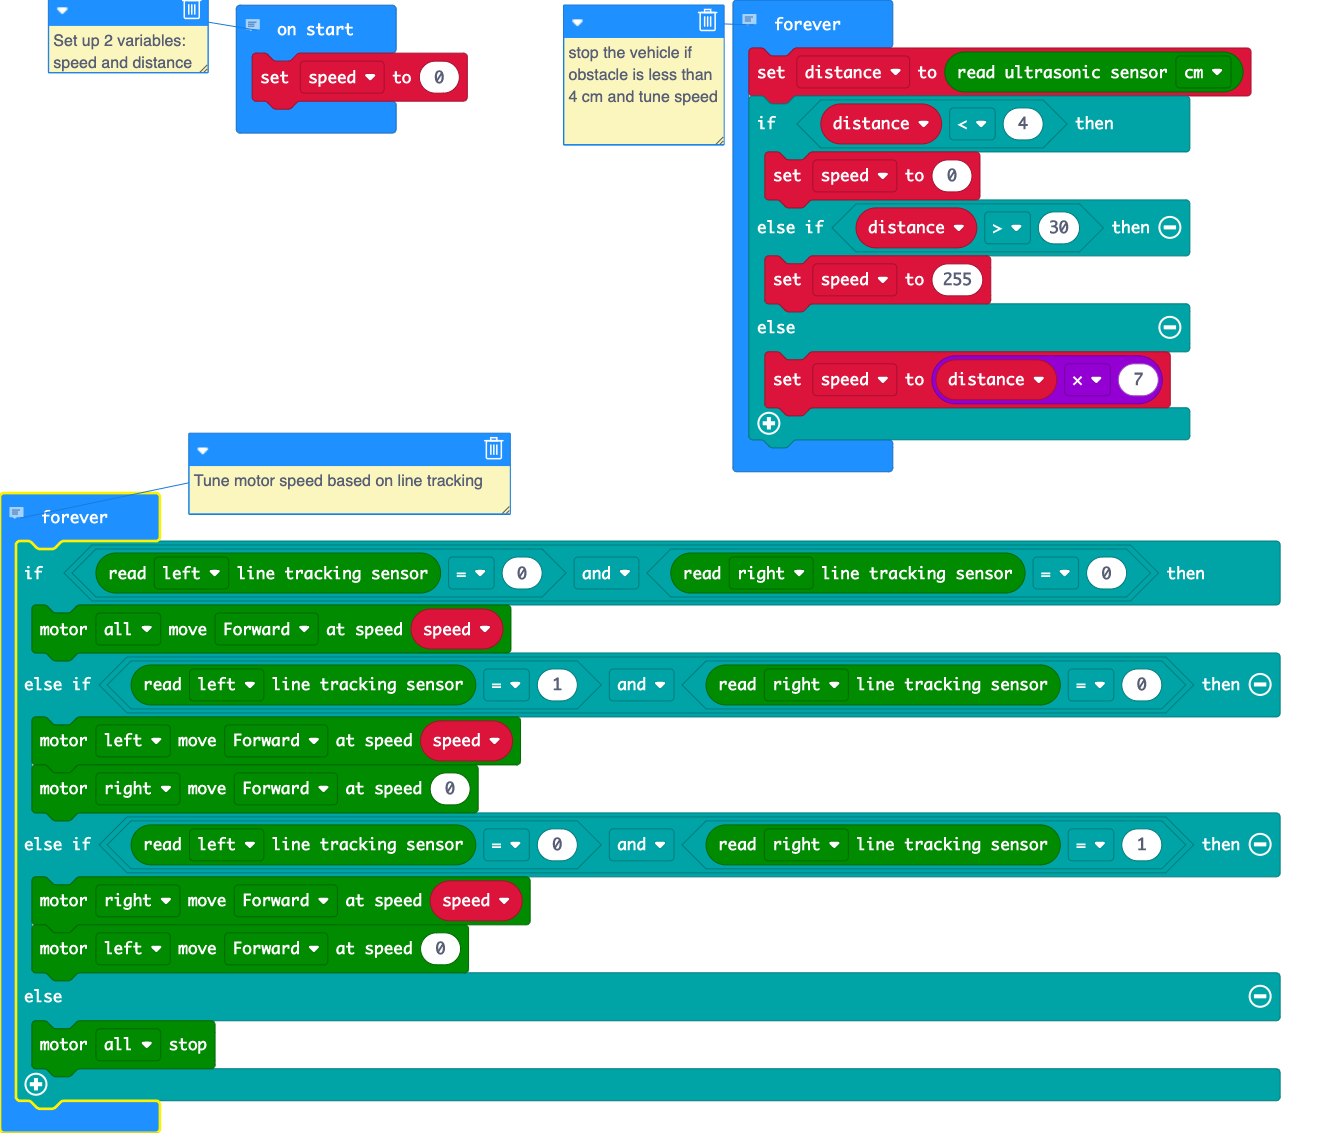 Set up 2 variables:
speed and distance
on start
set speed to 0
stop the vehicle if
obstacle is less than
4 cm and tune speed
forever
set distance to read ultrasonic sensor cm
if distance < 4 then
set speed to 0
else if distance > 30 then
set speed to 255
else
set speed to distance × 7
Tune motor speed based on line tracking
forever
if read left line tracking sensor = 0 and read right line tracking sensor = 0 then
motor all move Forward at speed speed
else if read left line tracking sensor = 1 and read right line tracking sensor = 0 then
motor left move Forward at speed speed
motor right move Forward at speed 0
else if read left line tracking sensor = 0 and read right line tracking sensor = 1 then
motor right move Forward at speed speed
motor left move Forward at speed 0
else
motor all stop